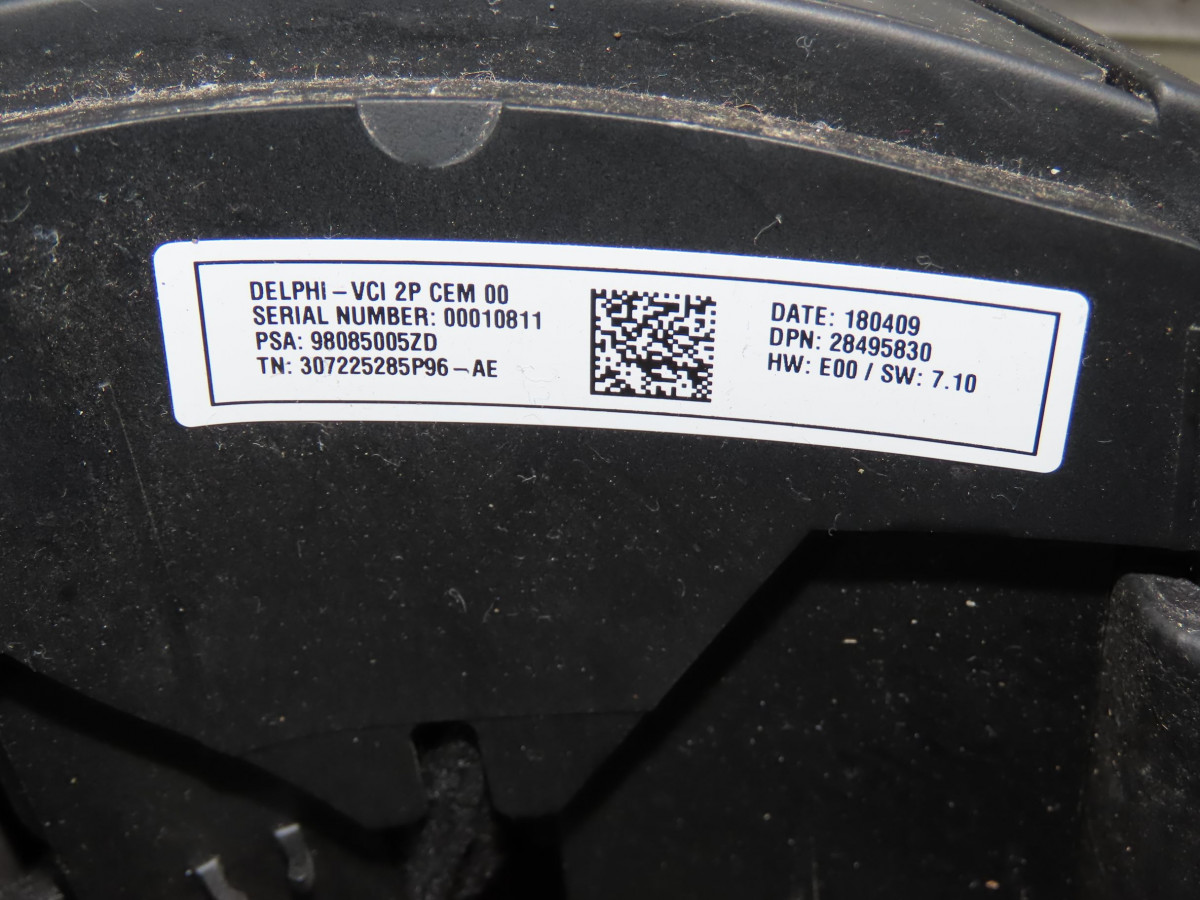 DELPHi - VCI 2P CEM 00
SERIAL NUMBER: 00010811
PSA: 98085005ZD
TN: 307225285P96 - AE
DATE: 180409
DPN: 28495830
HW: E00 / SW: 7.10